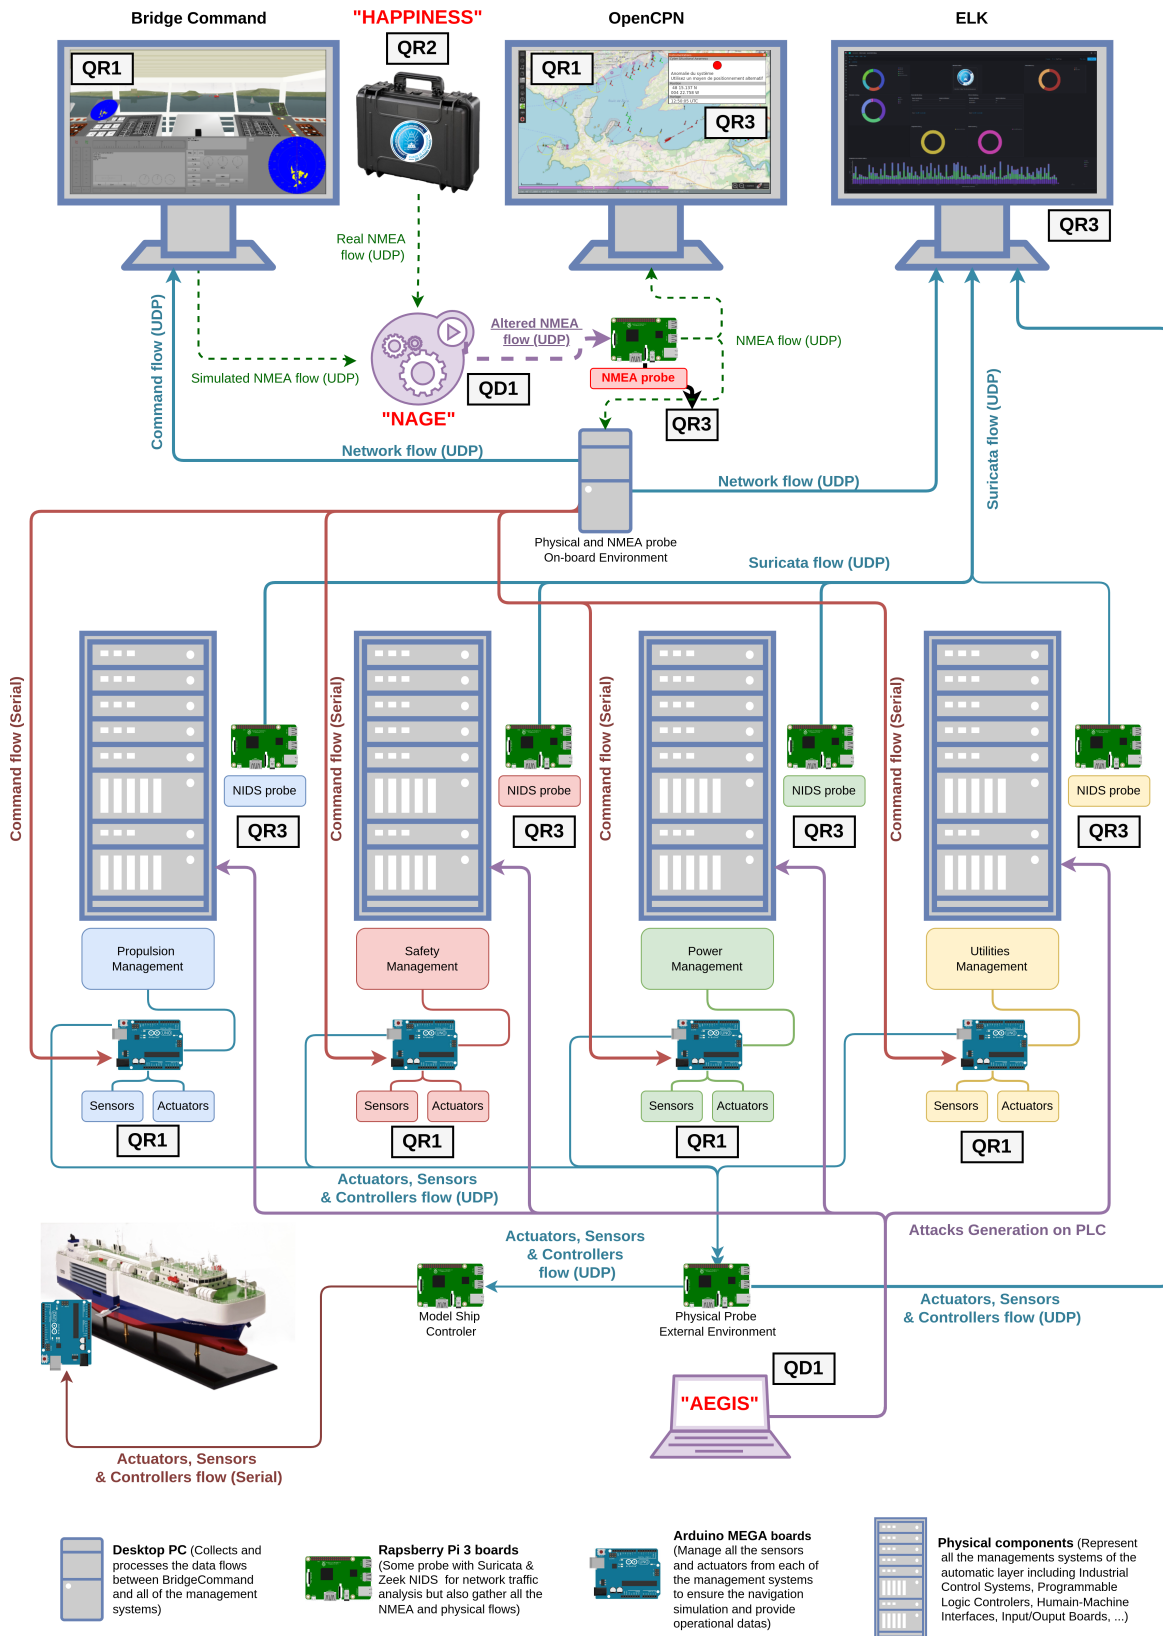 Bridge Command
"HAPPINESS"
OpenCPN
ELK
QR1
QR2
QR1
Anomalie du système
Utilisez un moyen de positionnement alternatif
QR3
QR3
Real NMEA
flow (UDP)
Command flow (UDP)
Simulated NMEA flow (UDP)
Altered NMEA
flow (UDP)
NMEA flow (UDP)
QD1
"NAGE"
NMEA probe
QR3
Suricata flow (UDP)
Network flow (UDP)
Network flow (UDP)
Physical and NMEA probe
On-board Environment
Suricata flow (UDP)
Command flow (Serial)
Command flow (Serial)
Command flow (Serial)
Command flow (Serial)
NIDS probe
NIDS probe
NIDS probe
NIDS probe
QR3
QR3
QR3
QR3
Propulsion
Management
Safety
Management
Power
Management
Utilities
Management
Sensors
Actuators
Sensors
Actuators
Sensors
Actuators
Sensors
Actuators
QR1
QR1
QR1
QR1
Actuators, Sensors
& Controllers flow (UDP)
Attacks Generation on PLC
Actuators, Sensors
& Controllers
flow (UDP)
Model Ship
Controler
Physical Probe
External Environment
Actuators, Sensors
& Controllers flow (UDP)
QD1
"AEGIS"
Actuators, Sensors
& Controllers flow (Serial)
Desktop PC (Collects and
processes the data flows
between BridgeCommand
and all of the management
systems)
Rapsberry Pi 3 boards
(Some probe with Suricata &
Zeek NIDS for network traffic
analysis but also gather all the
NMEA and physical flows)
Arduino MEGA boards
(Manage all the sensors
and actuators from each of
the management systems
to ensure the navigation
simulation and provide
operational datas)
Physical components (Represent
all the managements systems of the
automatic layer including Industrial
Control Systems, Programmable
Logic Controlers, Humain-Machine
Interfaces, Input/Ouput Boards, ...)